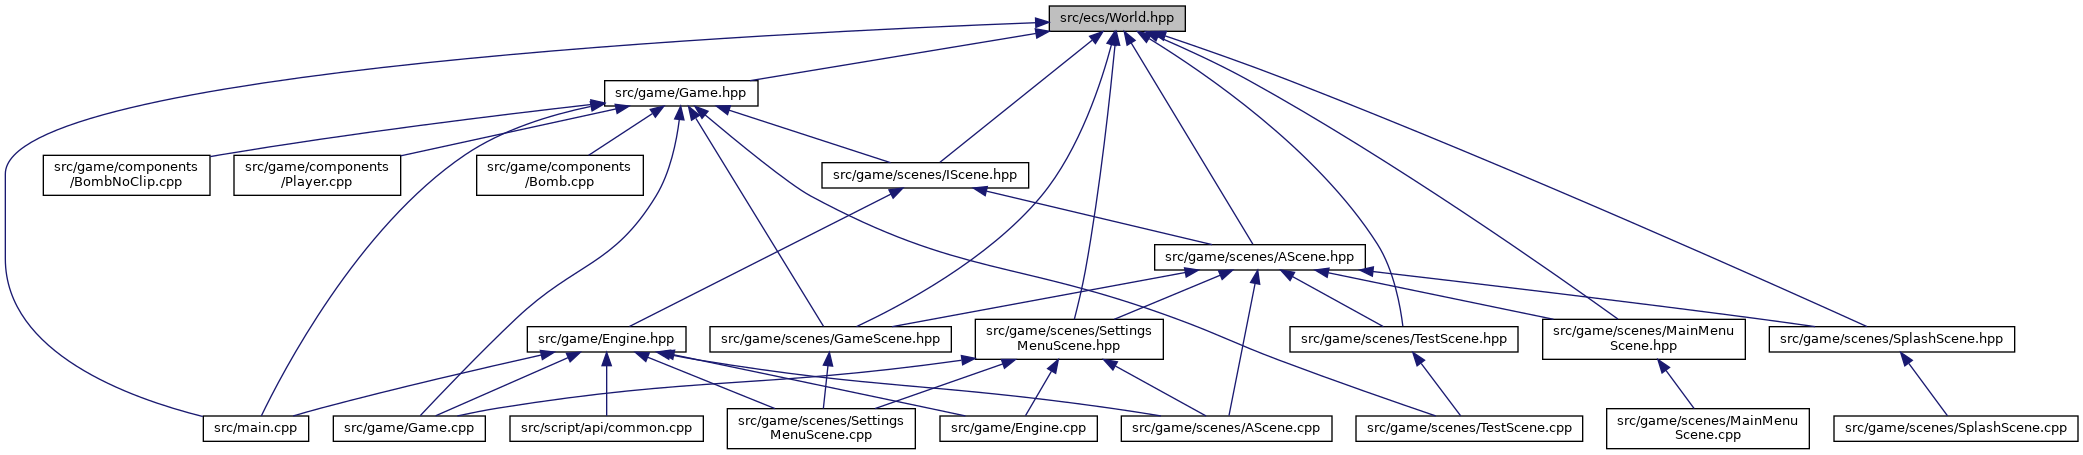 src/ecs/World.hpp
src/game/Game.hpp
src/game/components
/BombNoClip.cpp
src/game/components
/Player.cpp
src/game/components
/Bomb.cpp
src/game/scenes/IScene.hpp
src/game/scenes/AScene.hpp
src/game/Engine.hpp
src/game/scenes/GameScene.hpp
src/game/scenes/Settings
MenuScene.hpp
src/game/scenes/TestScene.hpp
src/game/scenes/MainMenu
Scene.hpp
src/game/scenes/SplashScene.hpp
src/main.cpp
src/game/Game.cpp
src/script/api/common.cpp
src/game/scenes/Settings
MenuScene.cpp
src/game/Engine.cpp
src/game/scenes/AScene.cpp
src/game/scenes/TestScene.cpp
src/game/scenes/MainMenu
Scene.cpp
src/game/scenes/SplashScene.cpp